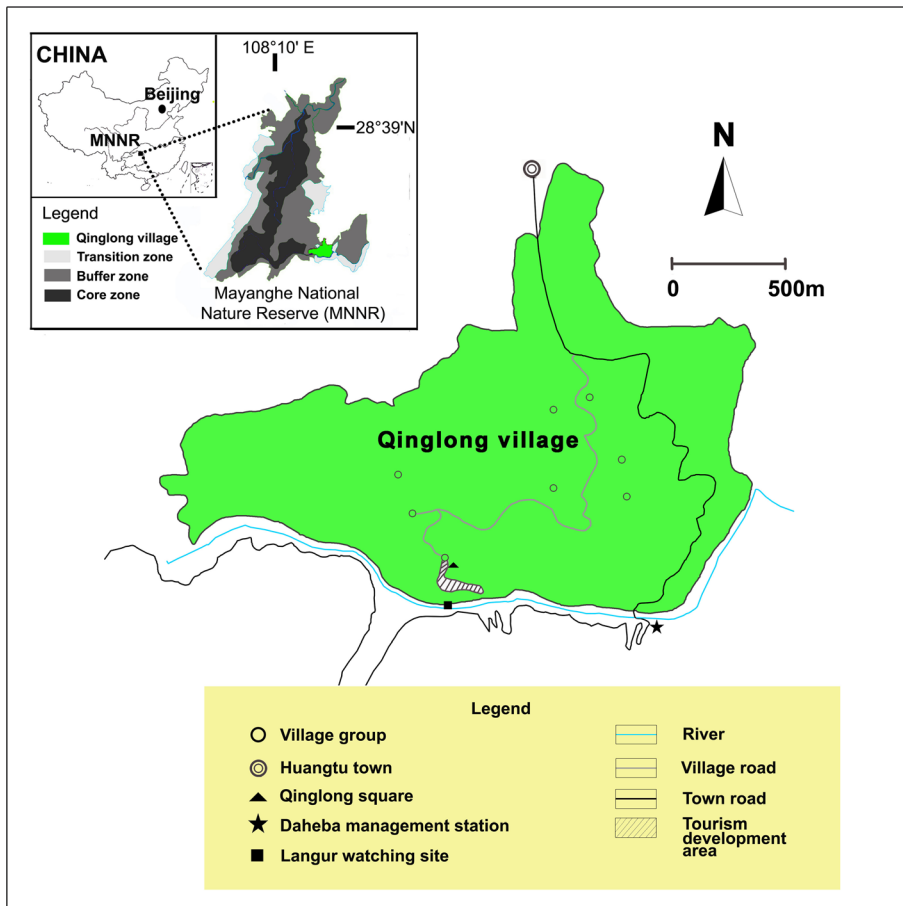 CHINA
Beijing
MNNR
108°10' E
28°39'N
Legend
Qinglong village
Transition zone
Buffer zone
Core zone
Mayanghe National
Nature Reserve (MNNR)
N
0 500m
Qinglong village
Legend
Village group
Huangtu town
Qinglong square
Daheba management station
Langur watching site
River
Village road
Town road
Tourism
development
area